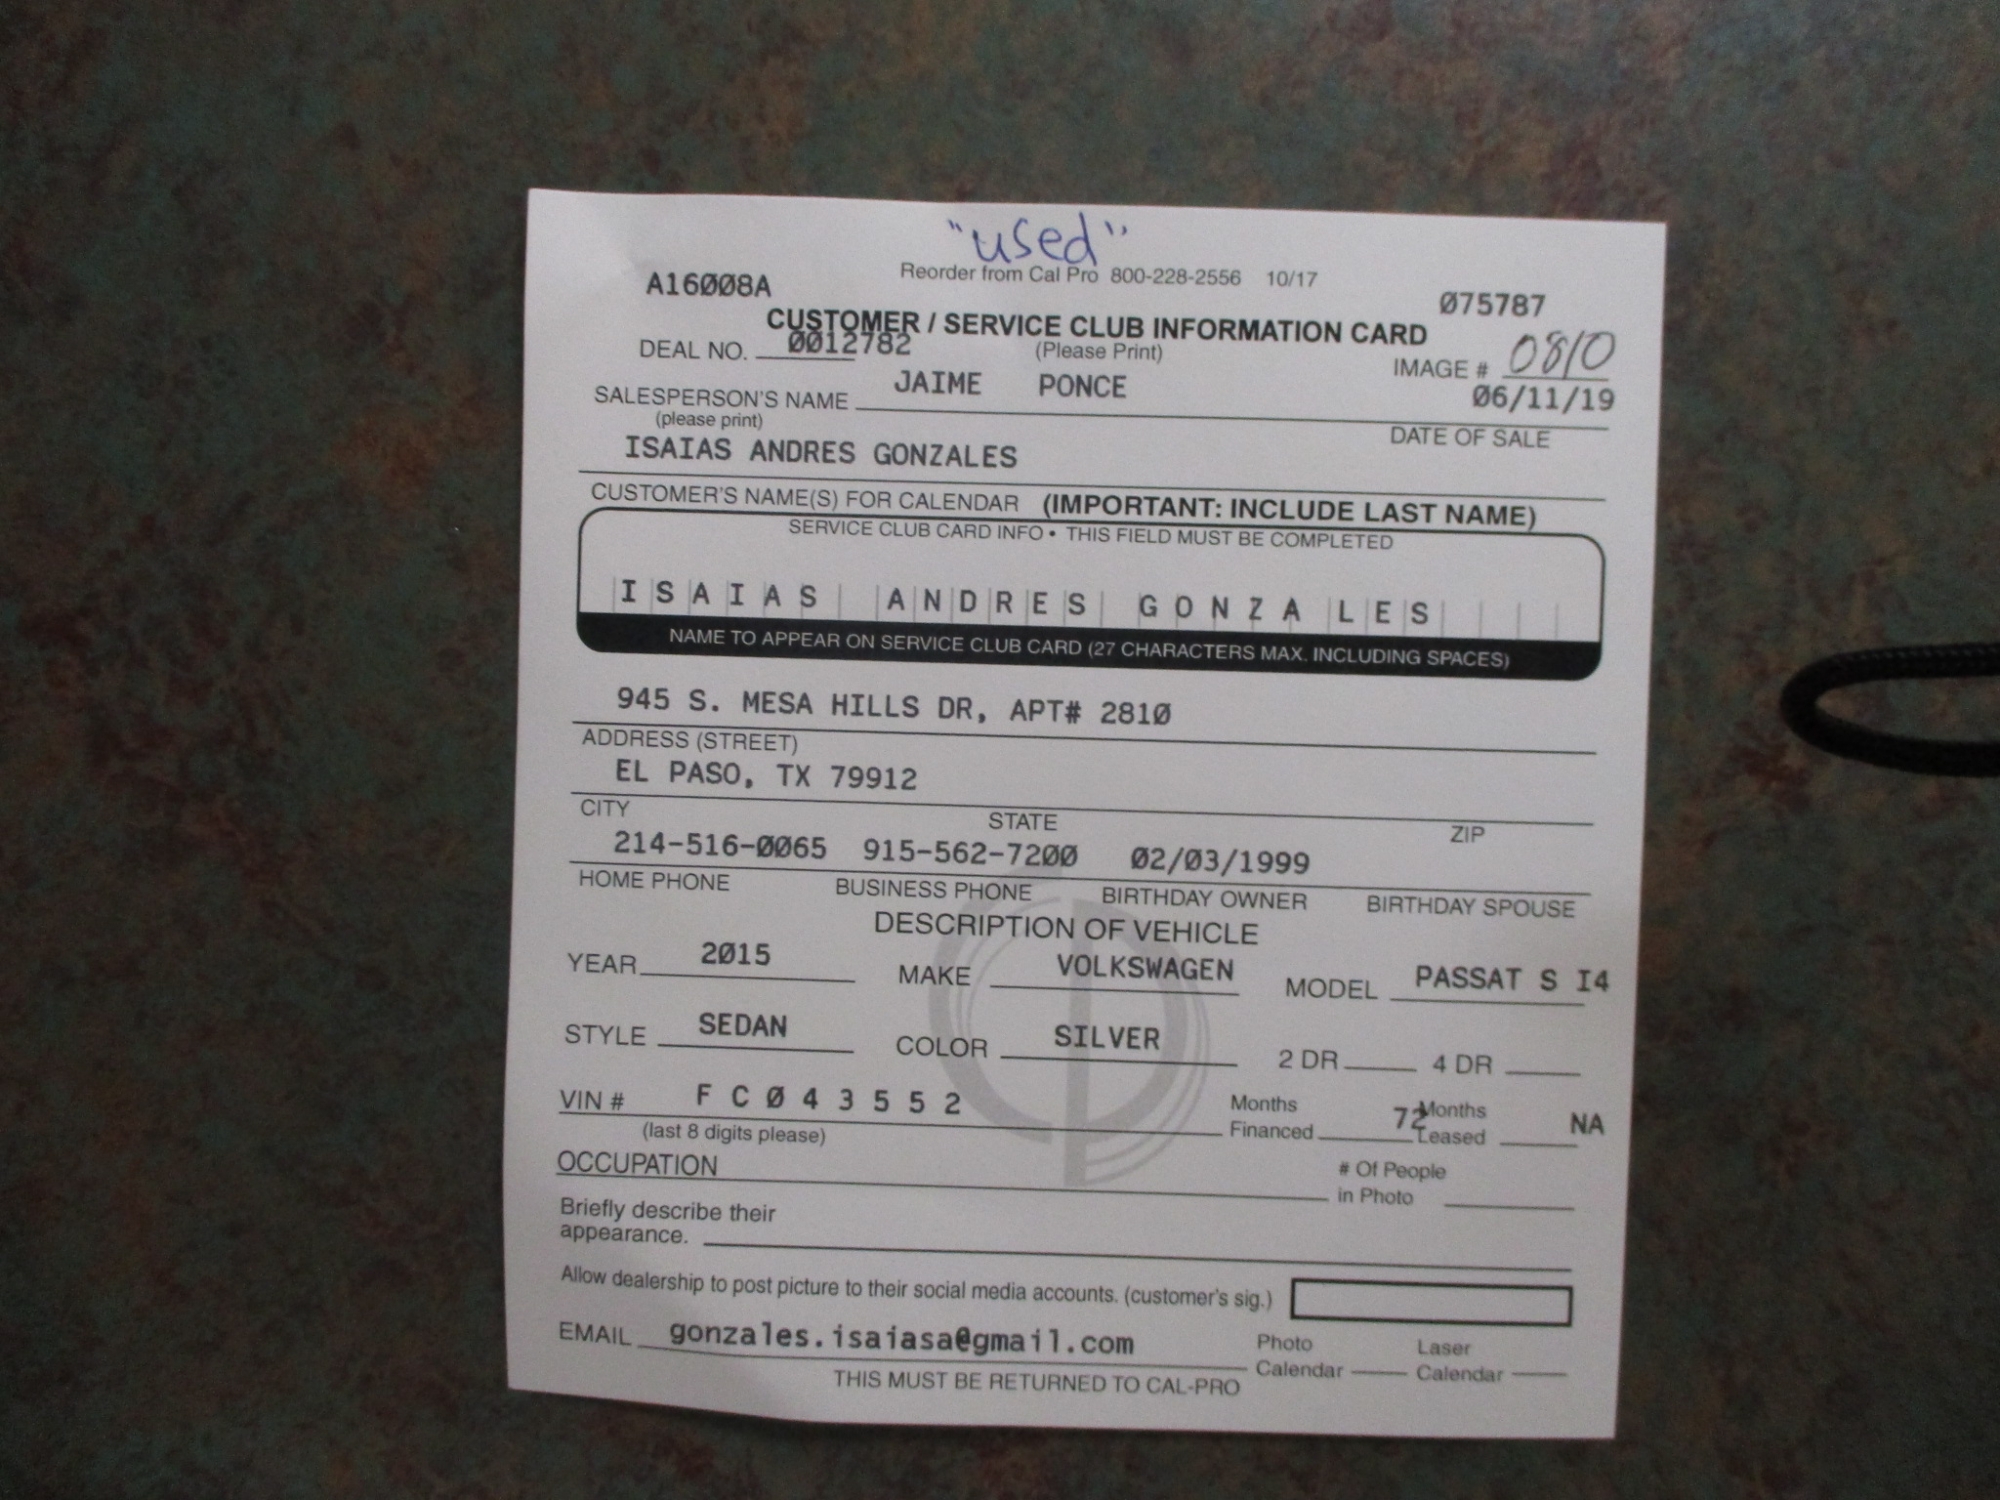 "used"
Reorder from Cal Pro 800-228-2556 10/17
A16008A
075787
CUSTOMER / SERVICE CLUB INFORMATION CARD
DEAL NO. 0012782 (Please Print) IMAGE # 0810
SALESPERSON'S NAME JAIME PONCE 06/11/19
(please print) DATE OF SALE
ISAIAS ANDRES GONZALES
CUSTOMER'S NAME(S) FOR CALENDAR (IMPORTANT: INCLUDE LAST NAME)
SERVICE CLUB CARD INFO • THIS FIELD MUST BE COMPLETED
ISAIAS ANDRES GONZALES
NAME TO APPEAR ON SERVICE CLUB CARD (27 CHARACTERS MAX. INCLUDING SPACES)
945 S. MESA HILLS DR, APT# 2810
ADDRESS (STREET)
EL PASO, TX 79912
CITY STATE ZIP
214-516-0065 915-562-7200 02/03/1999
HOME PHONE BUSINESS PHONE BIRTHDAY OWNER BIRTHDAY SPOUSE
DESCRIPTION OF VEHICLE
YEAR 2015 MAKE VOLKSWAGEN MODEL PASSAT S I4
STYLE SEDAN COLOR SILVER 2 DR 4 DR
VIN # F C 0 4 3 5 5 2 Months Financed 72 Months Leased NA
(last 8 digits please)
OCCUPATION # Of People in Photo
Briefly describe their
appearance.
Allow dealership to post picture to their social media accounts. (customer's sig.)
EMAIL gonzales.isaiasa@gmail.com Photo Calendar Laser Calendar
THIS MUST BE RETURNED TO CAL-PRO